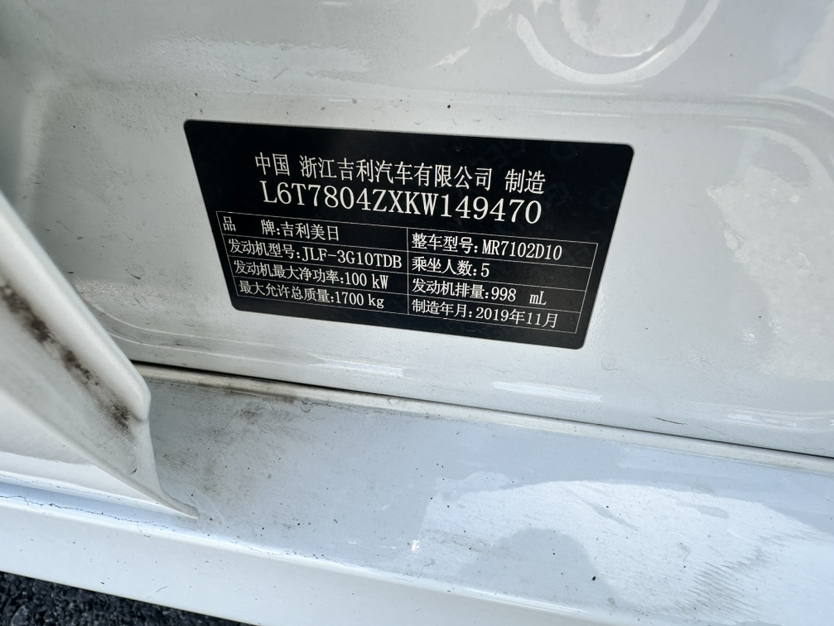 中国 浙江吉利汽车有限公司 制造
L6T7804ZXKW149470
品 牌:吉利美日 整车型号:MR7102D10
发动机型号:JLF-3G10TDB 乘坐人数:5
发动机最大净功率:100 kW 发动机排量:998 mL
最大允许总质量:1700 kg 制造年月:2019年11月